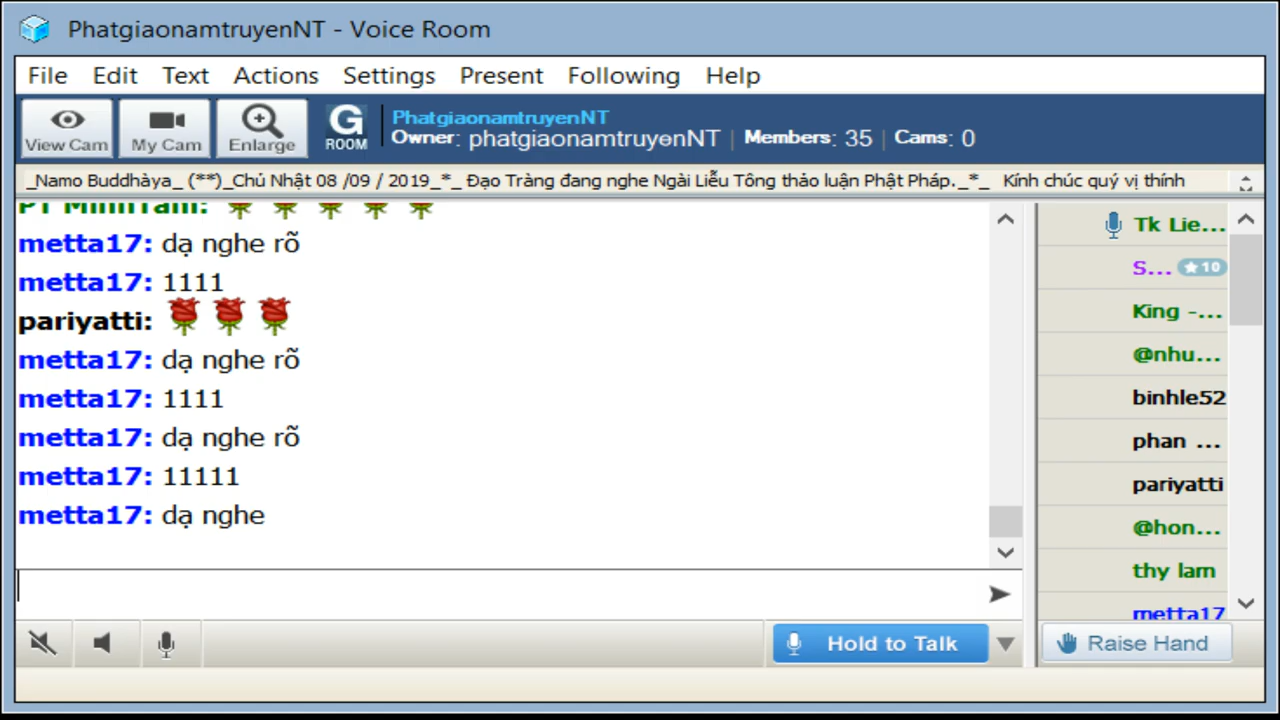 PhatgiaonamtruyenNT - Voice Room
File Edit Text Actions Settings Present Following Help
View Cam My Cam Enlarge G ROOM
PhatgiaonamtruyenNT
Owner: phatgiaonamtruyenNT | Members: 35 | Cams: 0
_Namo Buddhàya_ (**)_Chủ Nhật 08 /09 / 2019_*_ Đạo Tràng đang nghe Ngài Liễu Tông thảo luận Phật Pháp._*_ Kính chúc quý vị thính
PT MinhTam:
metta17: dạ nghe rõ
metta17: 1111
pariyatti:
metta17: dạ nghe rõ
metta17: 1111
metta17: dạ nghe rõ
metta17: 11111
metta17: dạ nghe
Tk Lie...
S... ★10
King -...
@nhu...
binhle52
phan ...
pariyatti
@hon...
thy lam
metta17
Hold to Talk
Raise Hand